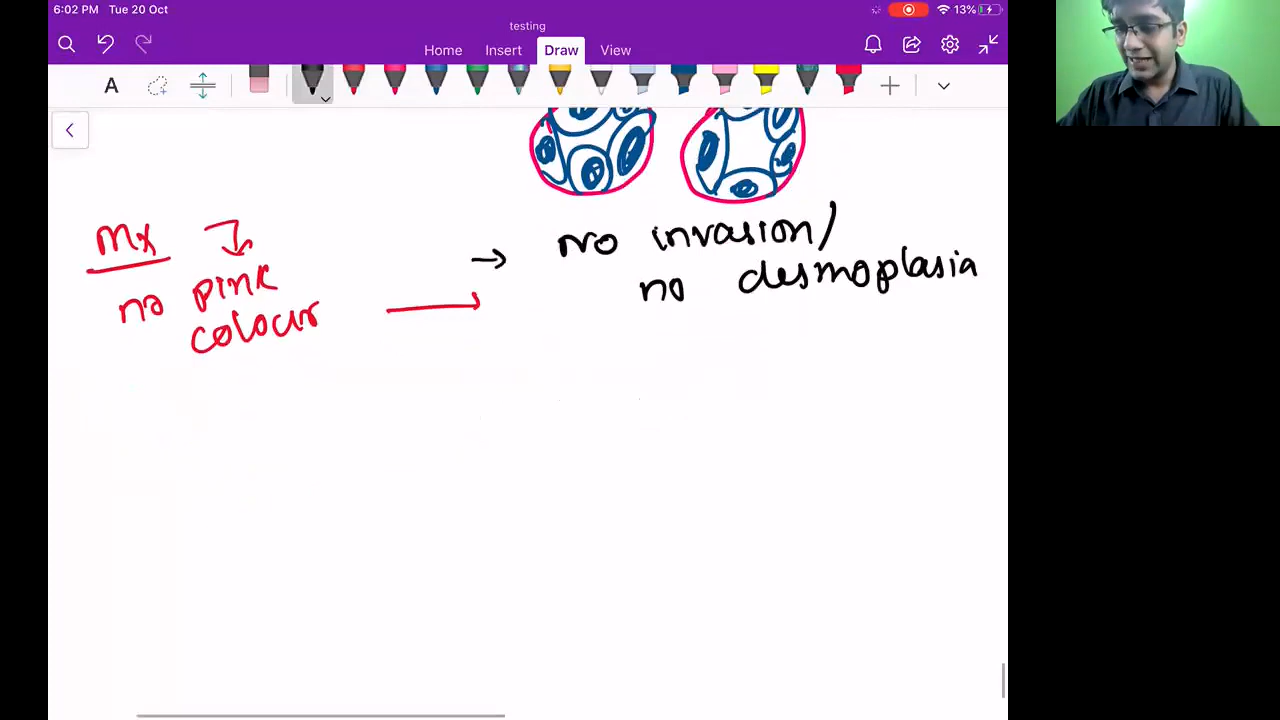 6:02 PM Tue 20 Oct
13%
testing
Home Insert Draw View
A
Mx
no pink
colour
no invasion/
no desmoplasia